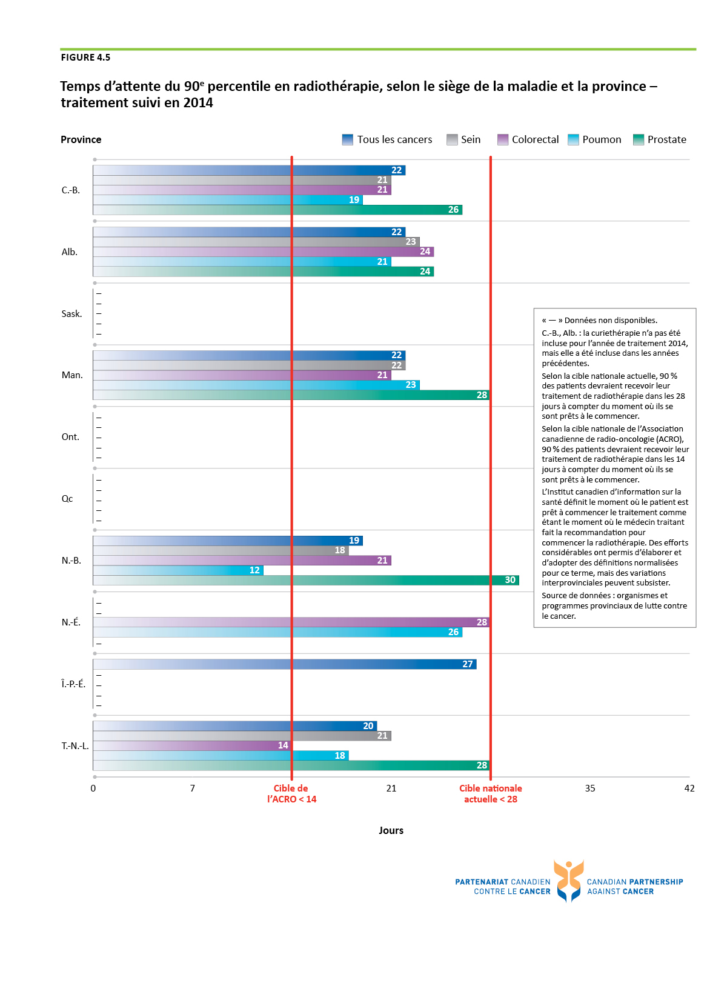 FIGURE 4.5
Temps d’attente du 90e percentile en radiothérapie, selon le siège de la maladie et la province –
traitement suivi en 2014
Province
Tous les cancers
Sein
Colorectal
Poumon
Prostate
C.-B.
22
21
21
19
26
Alb.
22
23
24
21
24
Sask.
–
–
–
–
–
Man.
22
22
21
23
28
Ont.
–
–
–
–
–
Qc
–
–
–
–
–
N.-B.
19
18
21
12
30
N.-É.
–
–
28
26
–
Î.-P.-É.
27
–
–
–
–
T.-N.-L.
20
21
14
18
28
« — » Données non disponibles.
C.-B., Alb. : la curiethérapie n’a pas été
incluse pour l’année de traitement 2014,
mais elle a été incluse dans les années
précédentes.
Selon la cible nationale actuelle, 90 %
des patients devraient recevoir leur
traitement de radiothérapie dans les 28
jours à compter du moment où ils se
sont prêts à le commencer.
Selon la cible nationale de l’Association
canadienne de radio-oncologie (ACRO),
90 % des patients devraient recevoir leur
traitement de radiothérapie dans les 14
jours à compter du moment où ils se
sont prêts à le commencer.
L’Institut canadien d’information sur la
santé définit le moment où le patient est
prêt à commencer le traitement comme
étant le moment où le médecin traitant
fait la recommandation pour
commencer la radiothérapie. Des efforts
considérables ont permis d’élaborer et
d’adopter des définitions normalisées
pour ce terme, mais des variations
interprovinciales peuvent subsister.
Source de données : organismes et
programmes provinciaux de lutte contre
le cancer.
0
7
Cible de
l’ACRO < 14
21
Cible nationale
actuelle < 28
35
42
Jours
PARTENARIAT CANADIEN
CONTRE LE CANCER
CANADIAN PARTNERSHIP
AGAINST CANCER